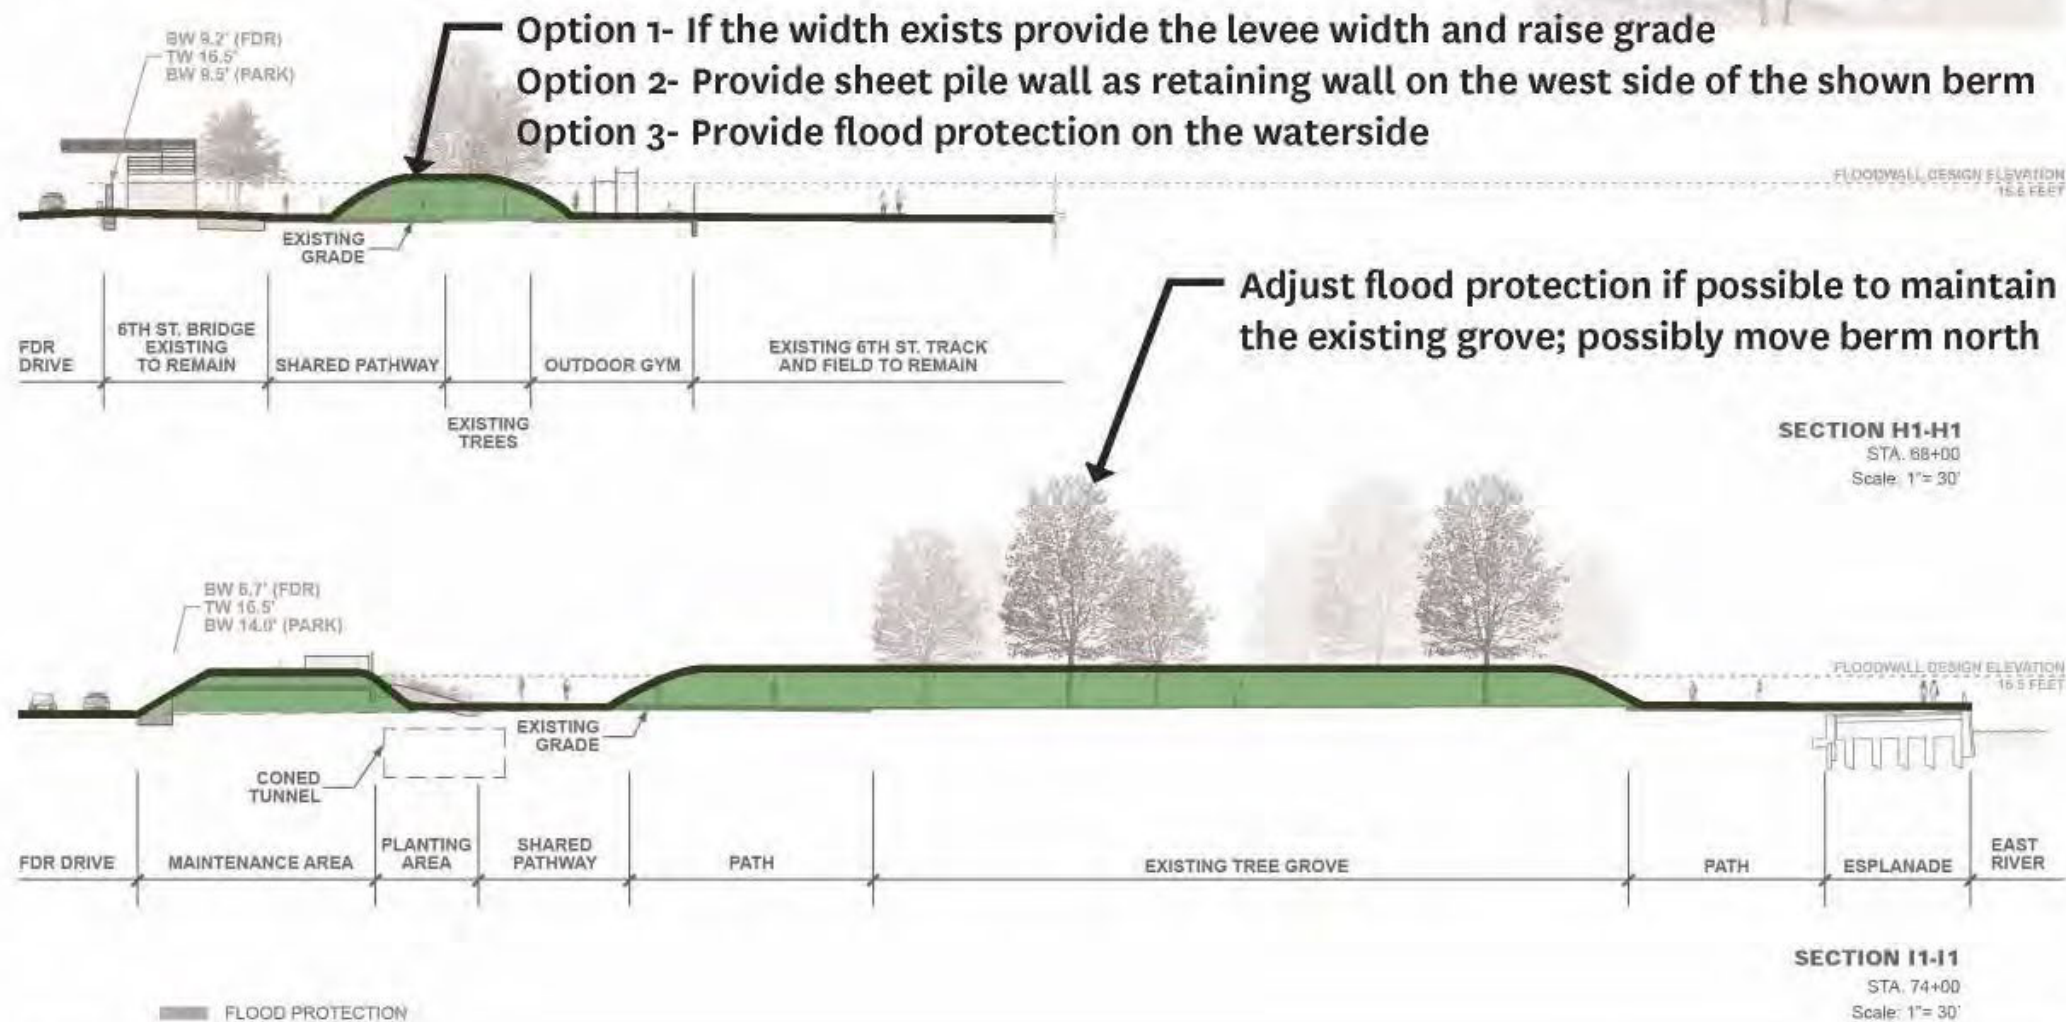 Option 1- If the width exists provide the levee width and raise grade
Option 2- Provide sheet pile wall as retaining wall on the west side of the shown berm
Option 3- Provide flood protection on the waterside
BW 9.2' (FDR)
TW 16.5'
BW 9.5' (PARK)
FLOODWALL DESIGN ELEVATION
EXISTING
GRADE
Adjust flood protection if possible to maintain
the existing grove; possibly move berm north
FDR
DRIVE
6TH ST. BRIDGE
EXISTING
TO REMAIN
SHARED PATHWAY
EXISTING
TREES
OUTDOOR GYM
EXISTING 6TH ST. TRACK
AND FIELD TO REMAIN
SECTION H1-H1
STA. 68+00
Scale: 1"= 30'
BW 6.7' (FDR)
TW 16.5'
BW 14.0' (PARK)
FLOODWALL DESIGN ELEVATION
16.5 FEET
EXISTING
GRADE
CONED
TUNNEL
FDR DRIVE
MAINTENANCE AREA
PLANTING
AREA
SHARED
PATHWAY
PATH
EXISTING TREE GROVE
PATH
ESPLANADE
EAST
RIVER
SECTION I1-I1
STA. 74+00
Scale: 1"= 30'
FLOOD PROTECTION